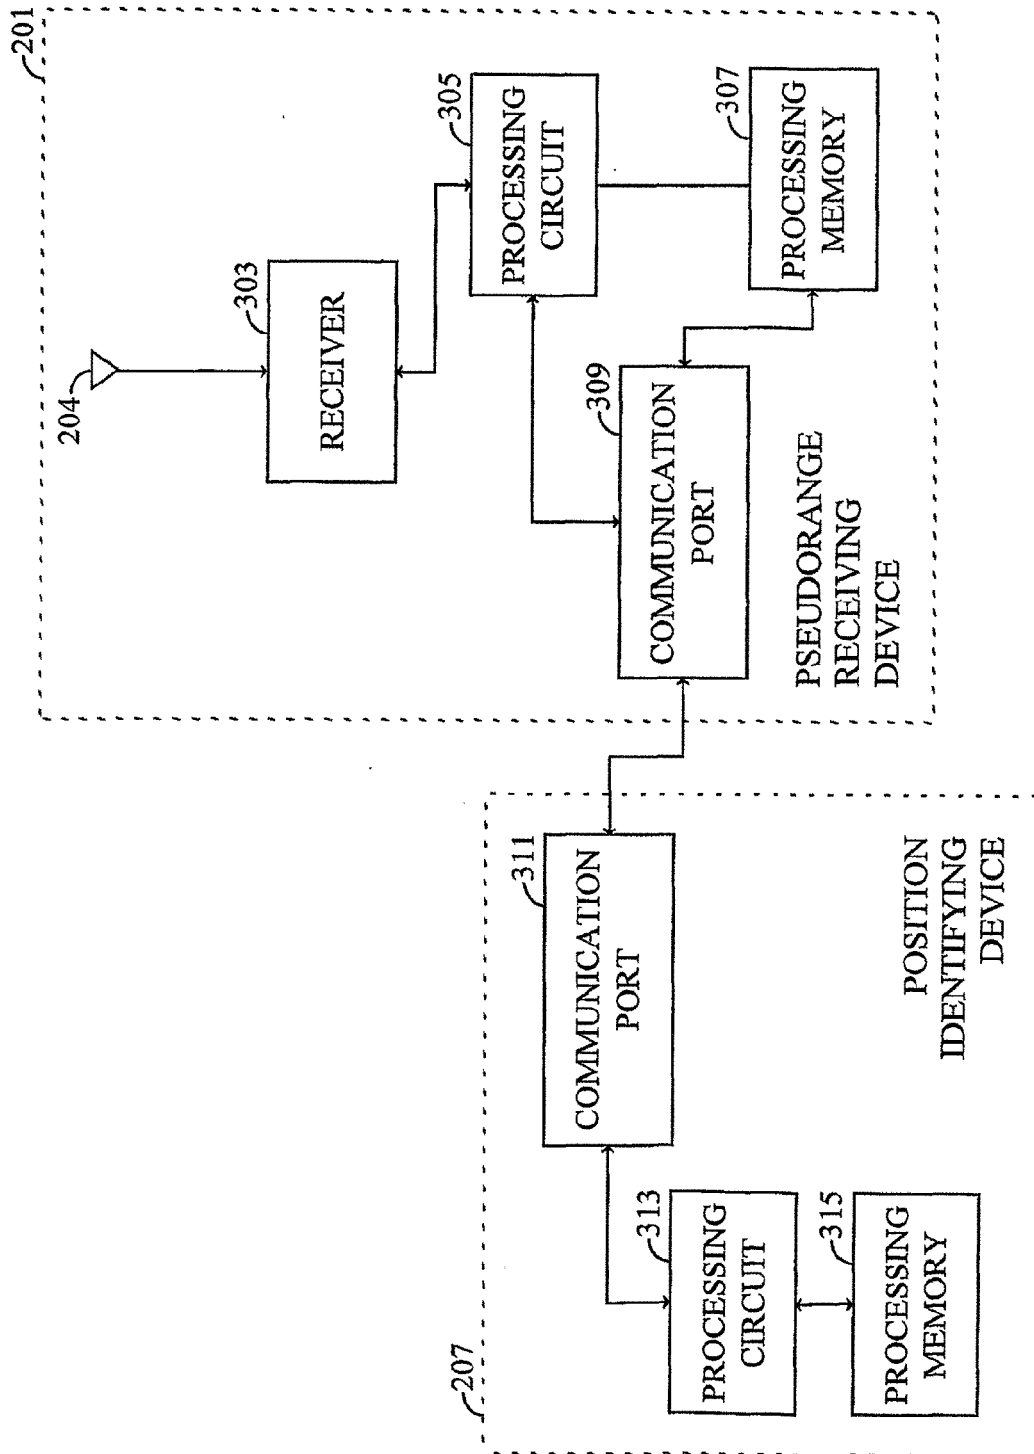 201
204
303
RECEIVER
305
PROCESSING
CIRCUIT
307
PROCESSING
MEMORY
309
COMMUNICATION
PORT
PSEUDORANGE
RECEIVING
DEVICE
207
311
COMMUNICATION
PORT
313
PROCESSING
CIRCUIT
315
PROCESSING
MEMORY
POSITION
IDENTIFYING
DEVICE